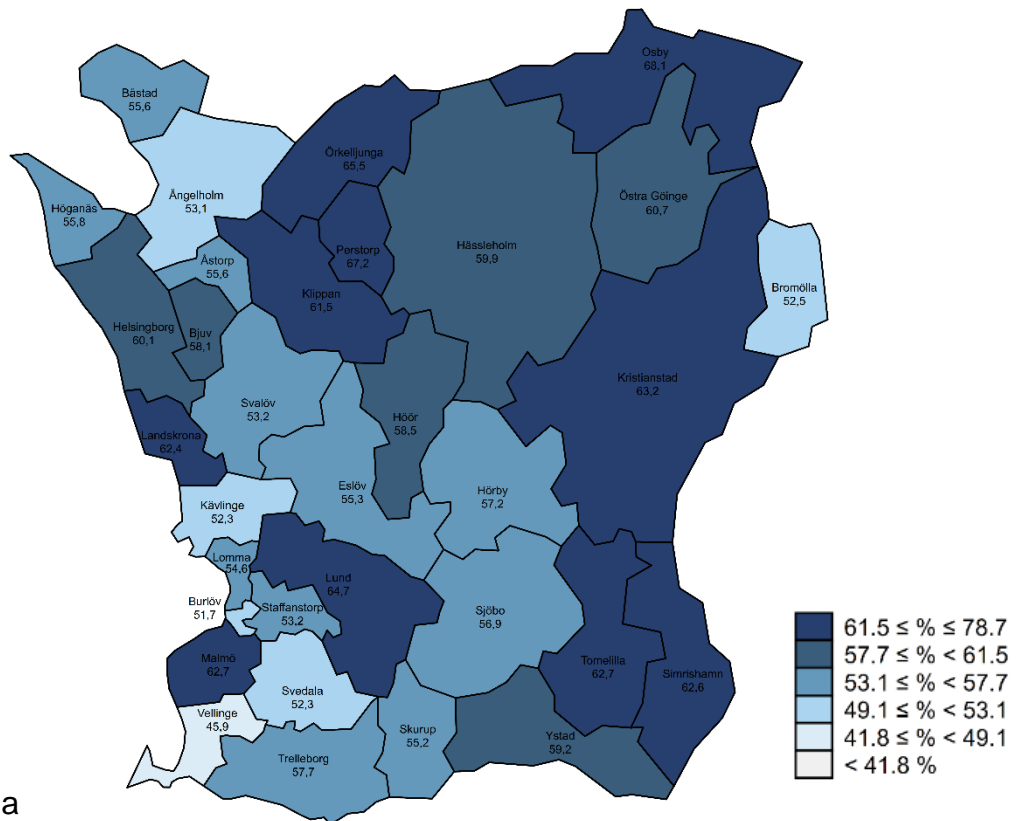 Osby
68,1
Båstad
55,6
Örkelljunga
65,5
Ängelholm
53,1
Östra Göinge
60,7
Höganäs
55,8
Perstorp
67,2
Hässleholm
59,9
Åstorp
55,6
Klippan
61,5
Bromölla
52,5
Helsingborg
60,1
Bjuv
58,1
Kristianstad
63,2
Svalöv
53,2
Höör
58,5
Landskrona
62,4
Eslöv
55,3
Hörby
57,2
Kävlinge
52,3
Lomma
54,6
Lund
64,7
Burlöv
51,7
Staffanstorp
53,2
Sjöbo
56,9
Malmö
62,7
Tomelilla
62,7
Simrishamn
62,6
Svedala
52,3
Vellinge
45,9
Skurup
55,2
Ystad
59,2
Trelleborg
57,7
61.5 ≤ % ≤ 78.7
57.7 ≤ % < 61.5
53.1 ≤ % < 57.7
49.1 ≤ % < 53.1
41.8 ≤ % < 49.1
< 41.8 %
a